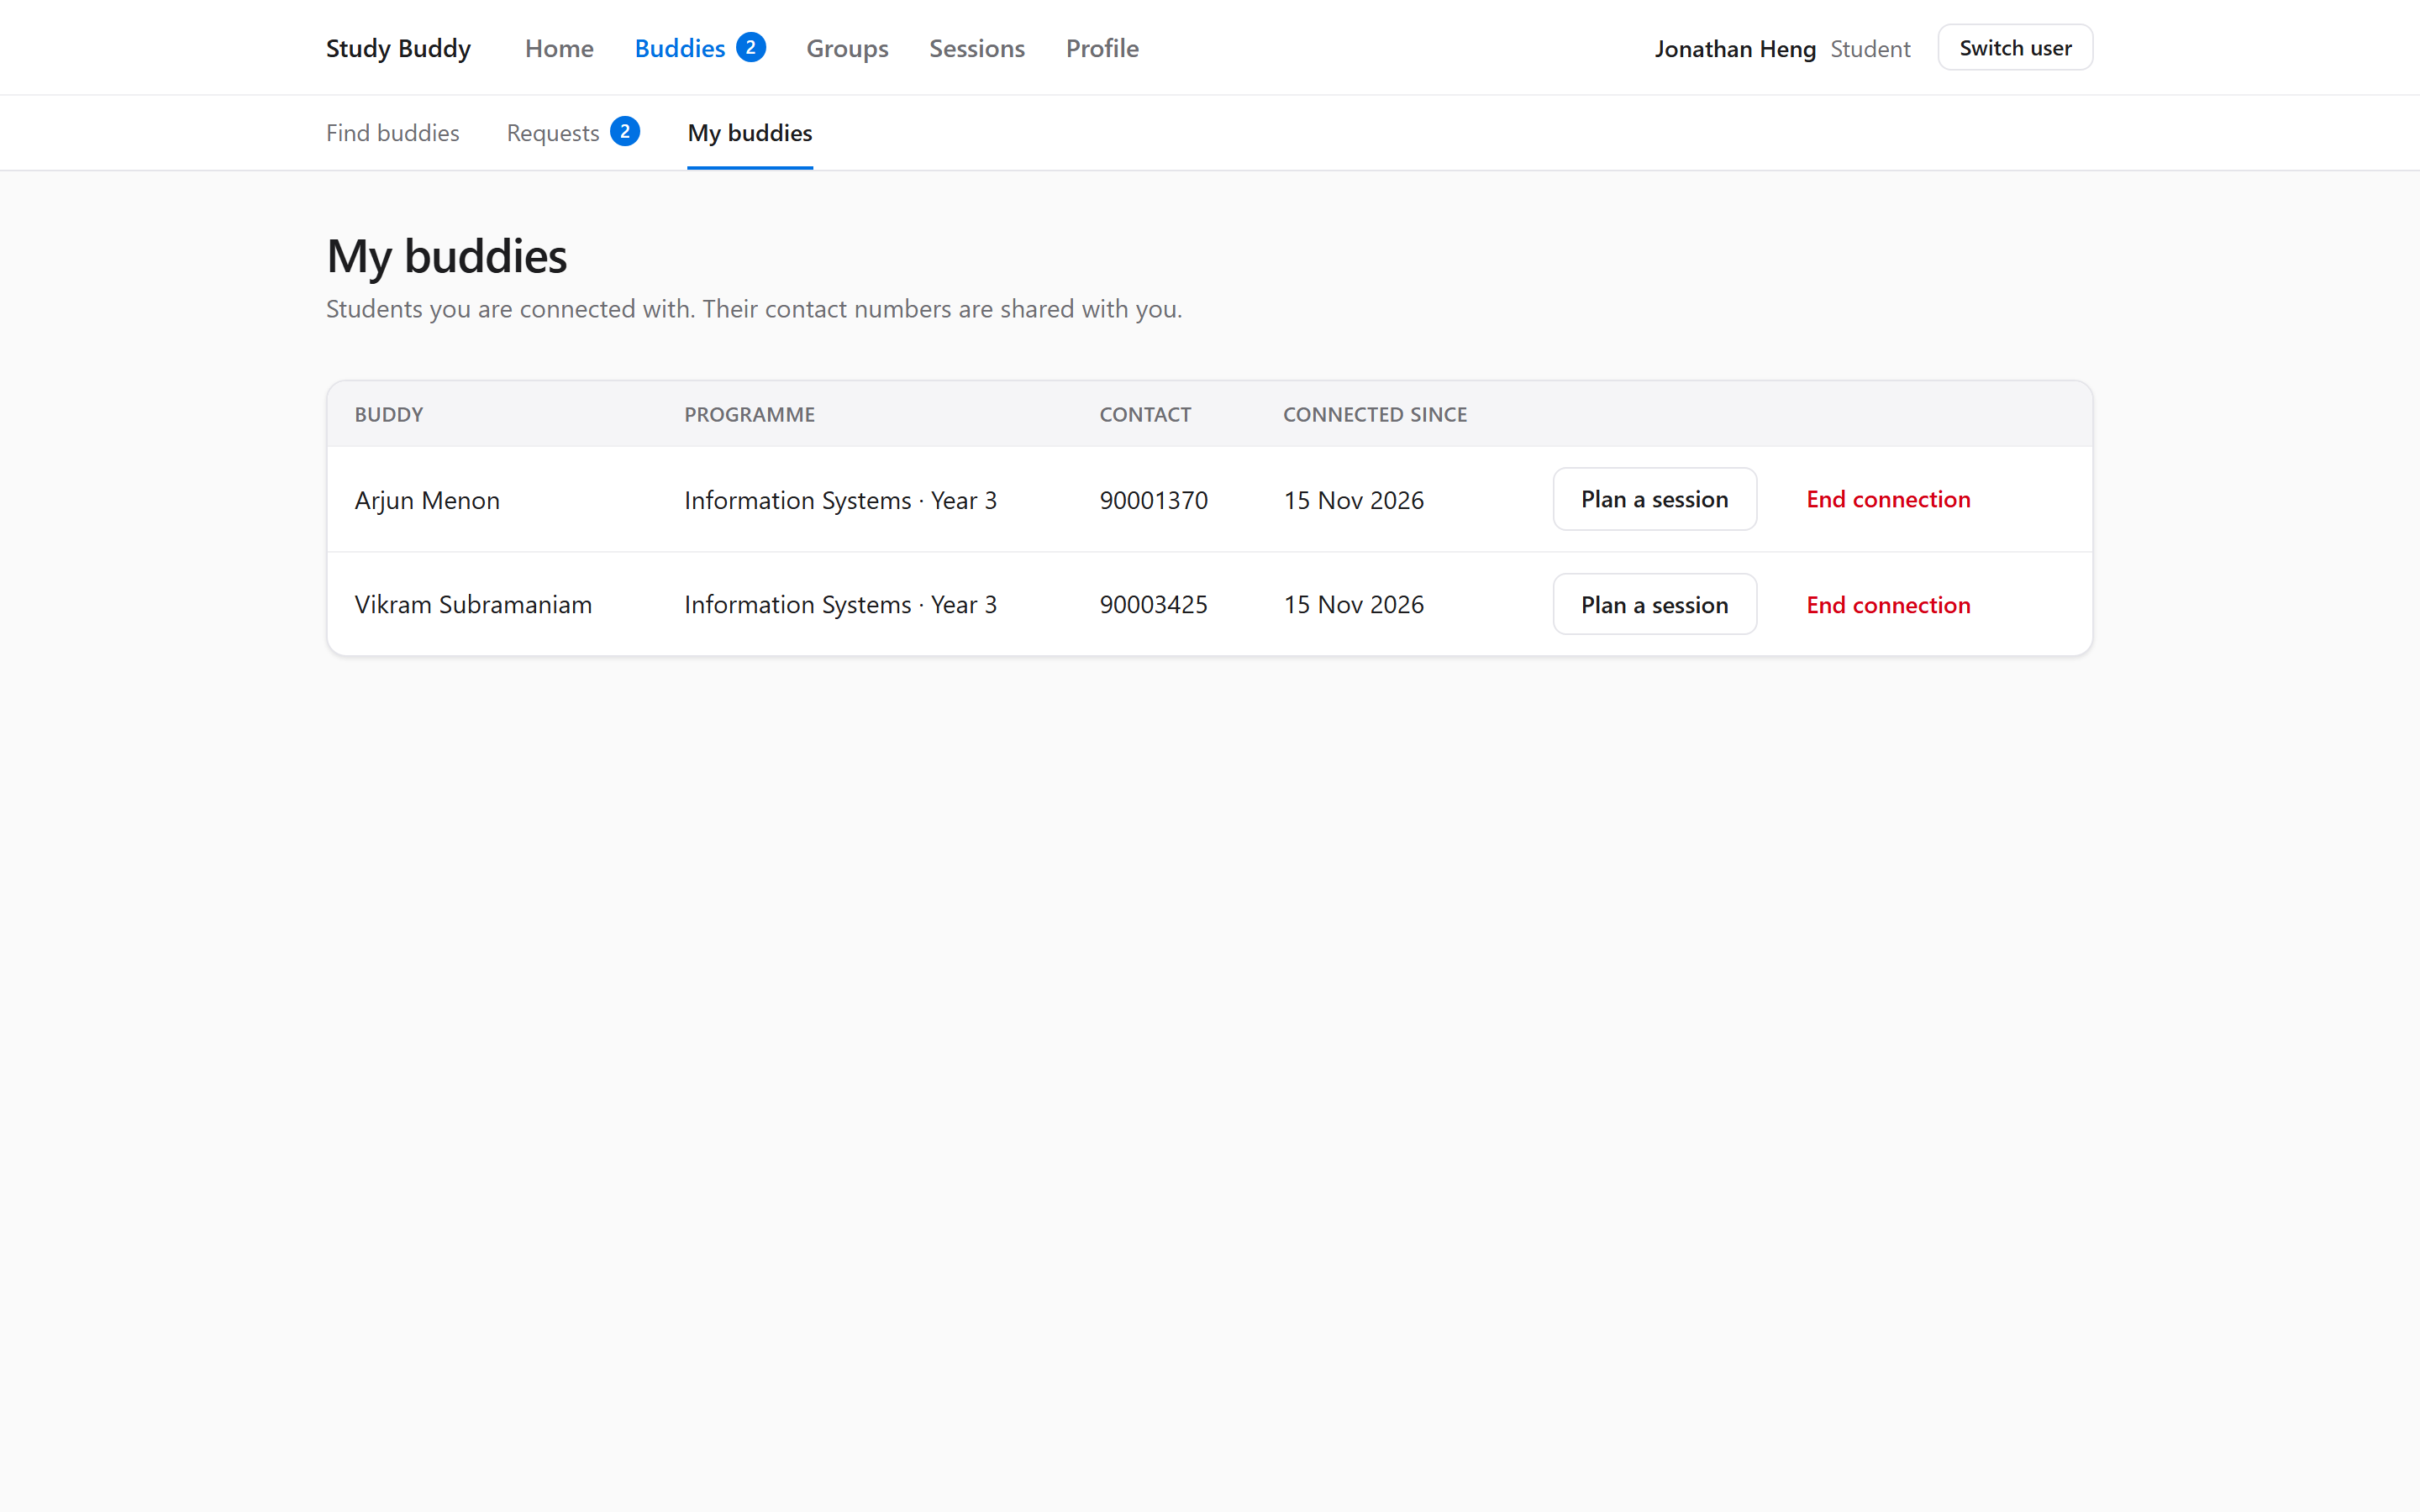 Study Buddy Home Buddies 2 Groups Sessions Profile Jonathan Heng Student Switch user
Find buddies Requests 2 My buddies
My buddies
Students you are connected with. Their contact numbers are shared with you.
BUDDY PROGRAMME CONTACT CONNECTED SINCE
Arjun Menon Information Systems · Year 3 90001370 15 Nov 2026 Plan a session End connection
Vikram Subramaniam Information Systems · Year 3 90003425 15 Nov 2026 Plan a session End connection